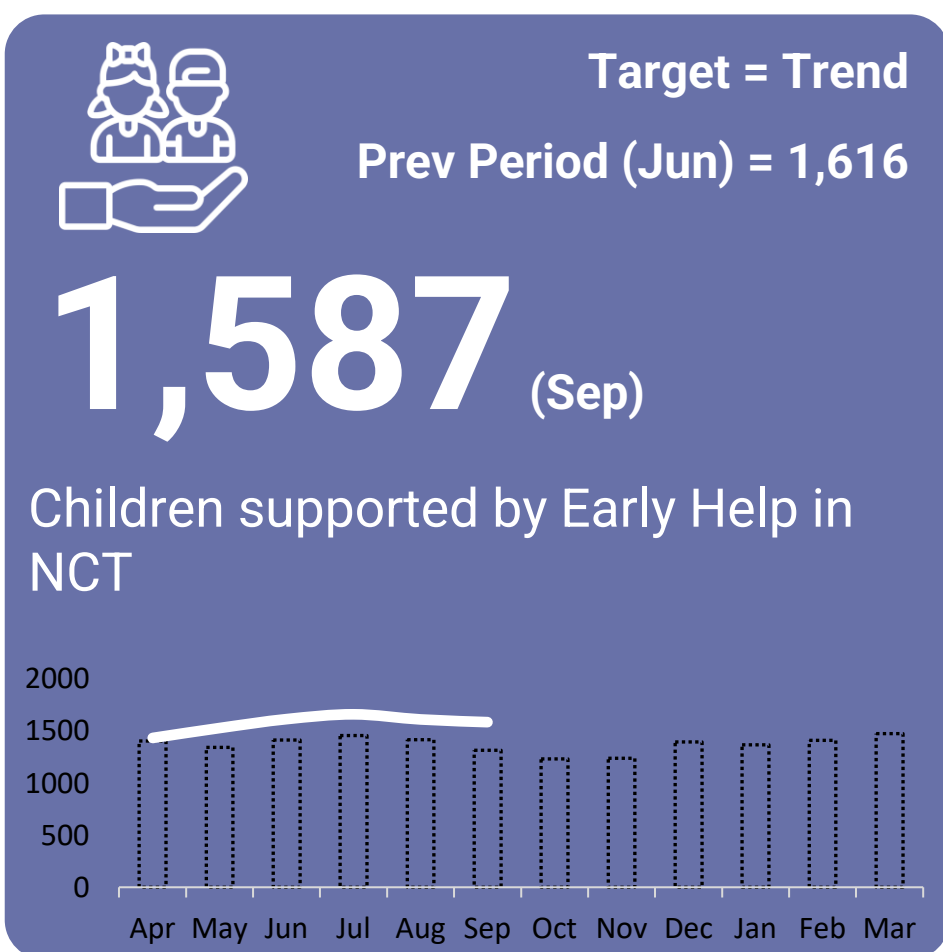 Target = Trend
Prev Period (Jun) = 1,616
1,587 (Sep)
Children supported by Early Help in
NCT
2000
1500
1000
500
0
Apr May Jun Jul Aug Sep Oct Nov Dec Jan Feb Mar